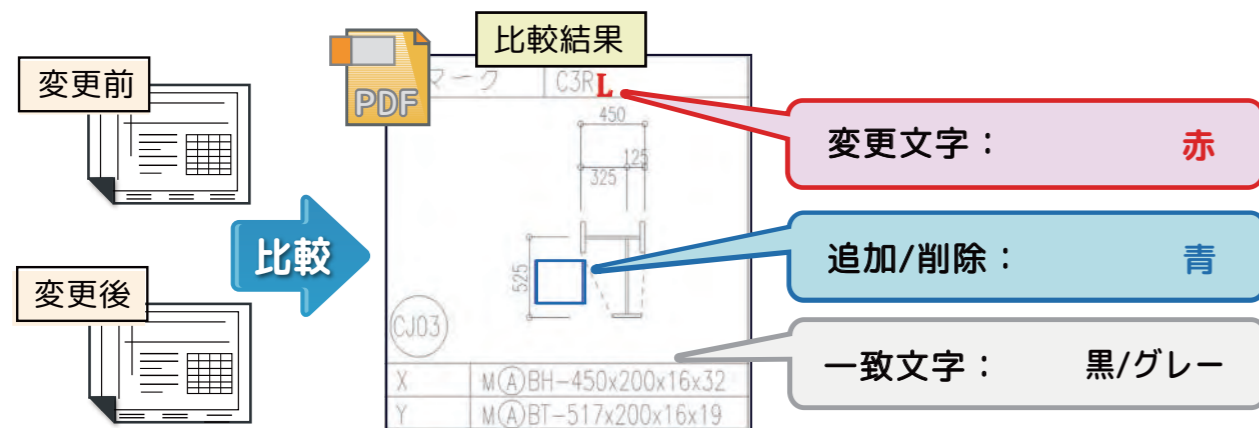 変更前
変更後
比較
PDF
比較結果
マーク C3RL
450
125
325
525
CJ03
X MⒶBH-450x200x16x32
Y MⒶBT-517x200x16x19
変更文字： 赤
追加/削除： 青
一致文字： 黒/グレー